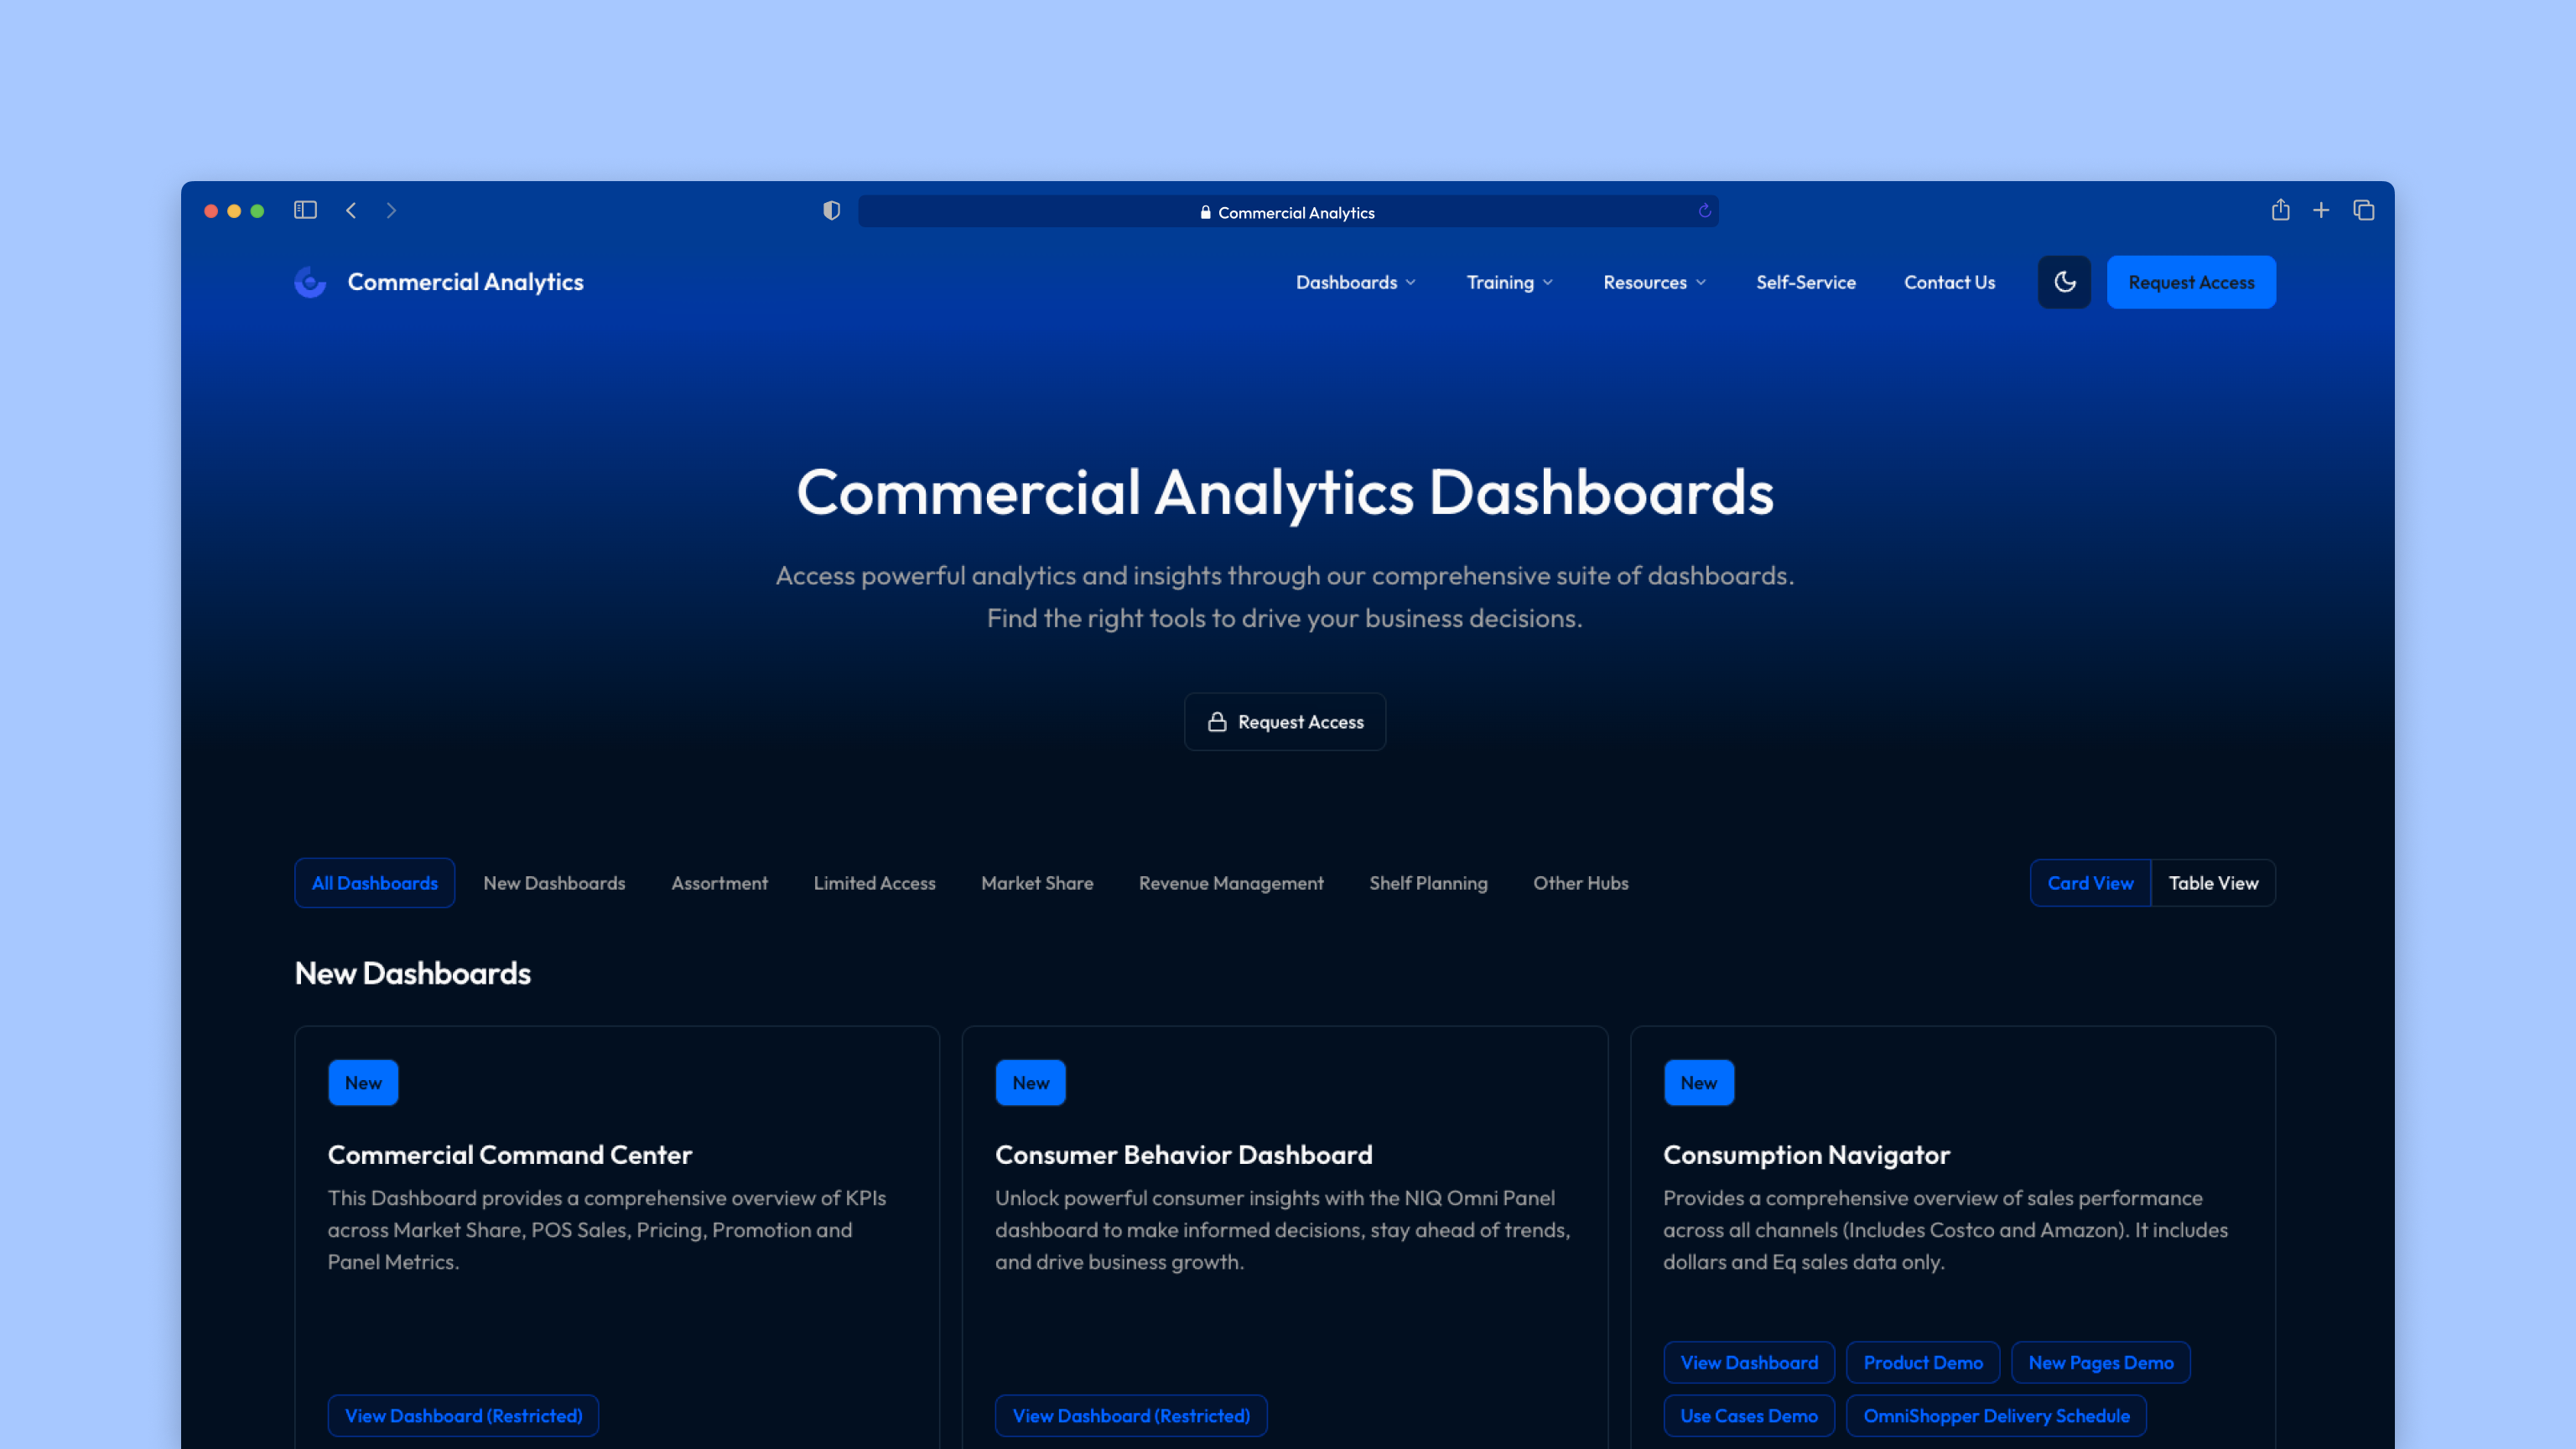 Commercial Analytics
Commercial Analytics
Dashboards
Training
Resources
Self-Service
Contact Us
Request Access
Commercial Analytics Dashboards
Access powerful analytics and insights through our comprehensive suite of dashboards.
Find the right tools to drive your business decisions.
Request Access
All Dashboards
New Dashboards
Assortment
Limited Access
Market Share
Revenue Management
Shelf Planning
Other Hubs
Card View
Table View
New Dashboards
New
Commercial Command Center
This Dashboard provides a comprehensive overview of KPIs
across Market Share, POS Sales, Pricing, Promotion and
Panel Metrics.
View Dashboard (Restricted)
New
Consumer Behavior Dashboard
Unlock powerful consumer insights with the NIQ Omni Panel
dashboard to make informed decisions, stay ahead of trends,
and drive business growth.
View Dashboard (Restricted)
New
Consumption Navigator
Provides a comprehensive overview of sales performance
across all channels (Includes Costco and Amazon). It includes
dollars and Eq sales data only.
View Dashboard
Product Demo
New Pages Demo
Use Cases Demo
OmniShopper Delivery Schedule